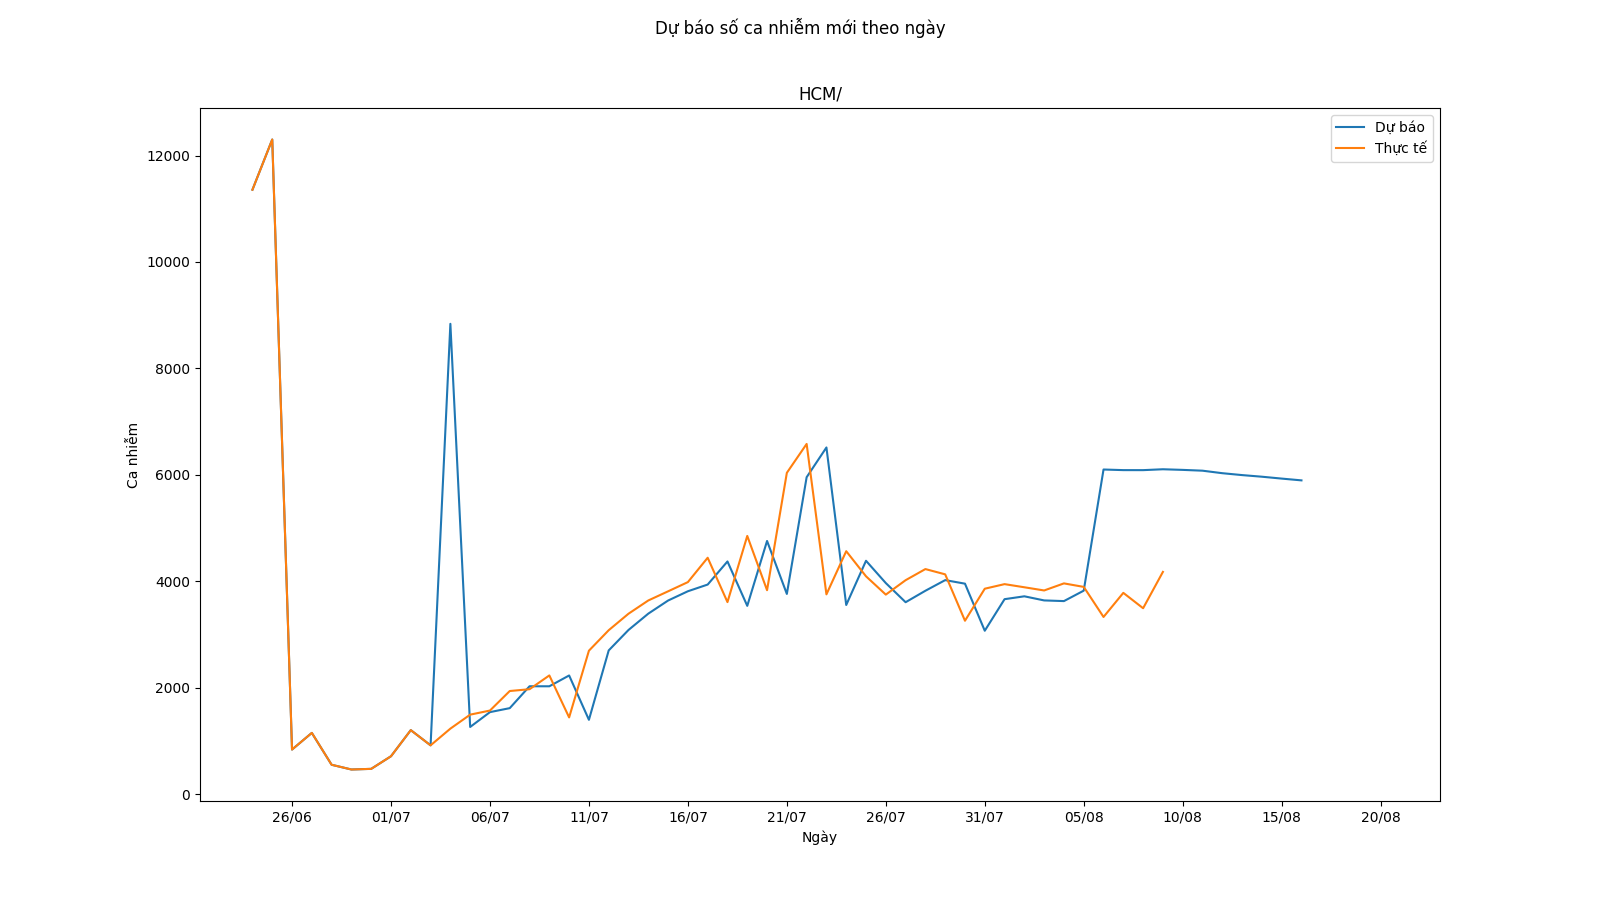 Dự báo số ca nhiễm mới theo ngày
HCM/
Dự báo
Thực tế
12000
10000
8000
6000
4000
2000
0
Ca nhiễm
26/06 01/07 06/07 11/07 16/07 21/07 26/07 31/07 05/08 10/08 15/08 20/08
Ngày